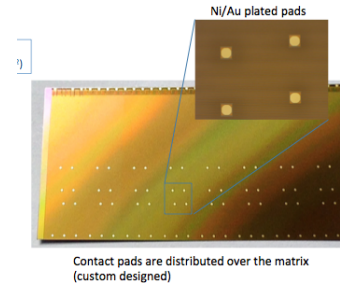 Ni/Au plated pads
?)
Contact pads are distributed over the matrix
(custom designed)